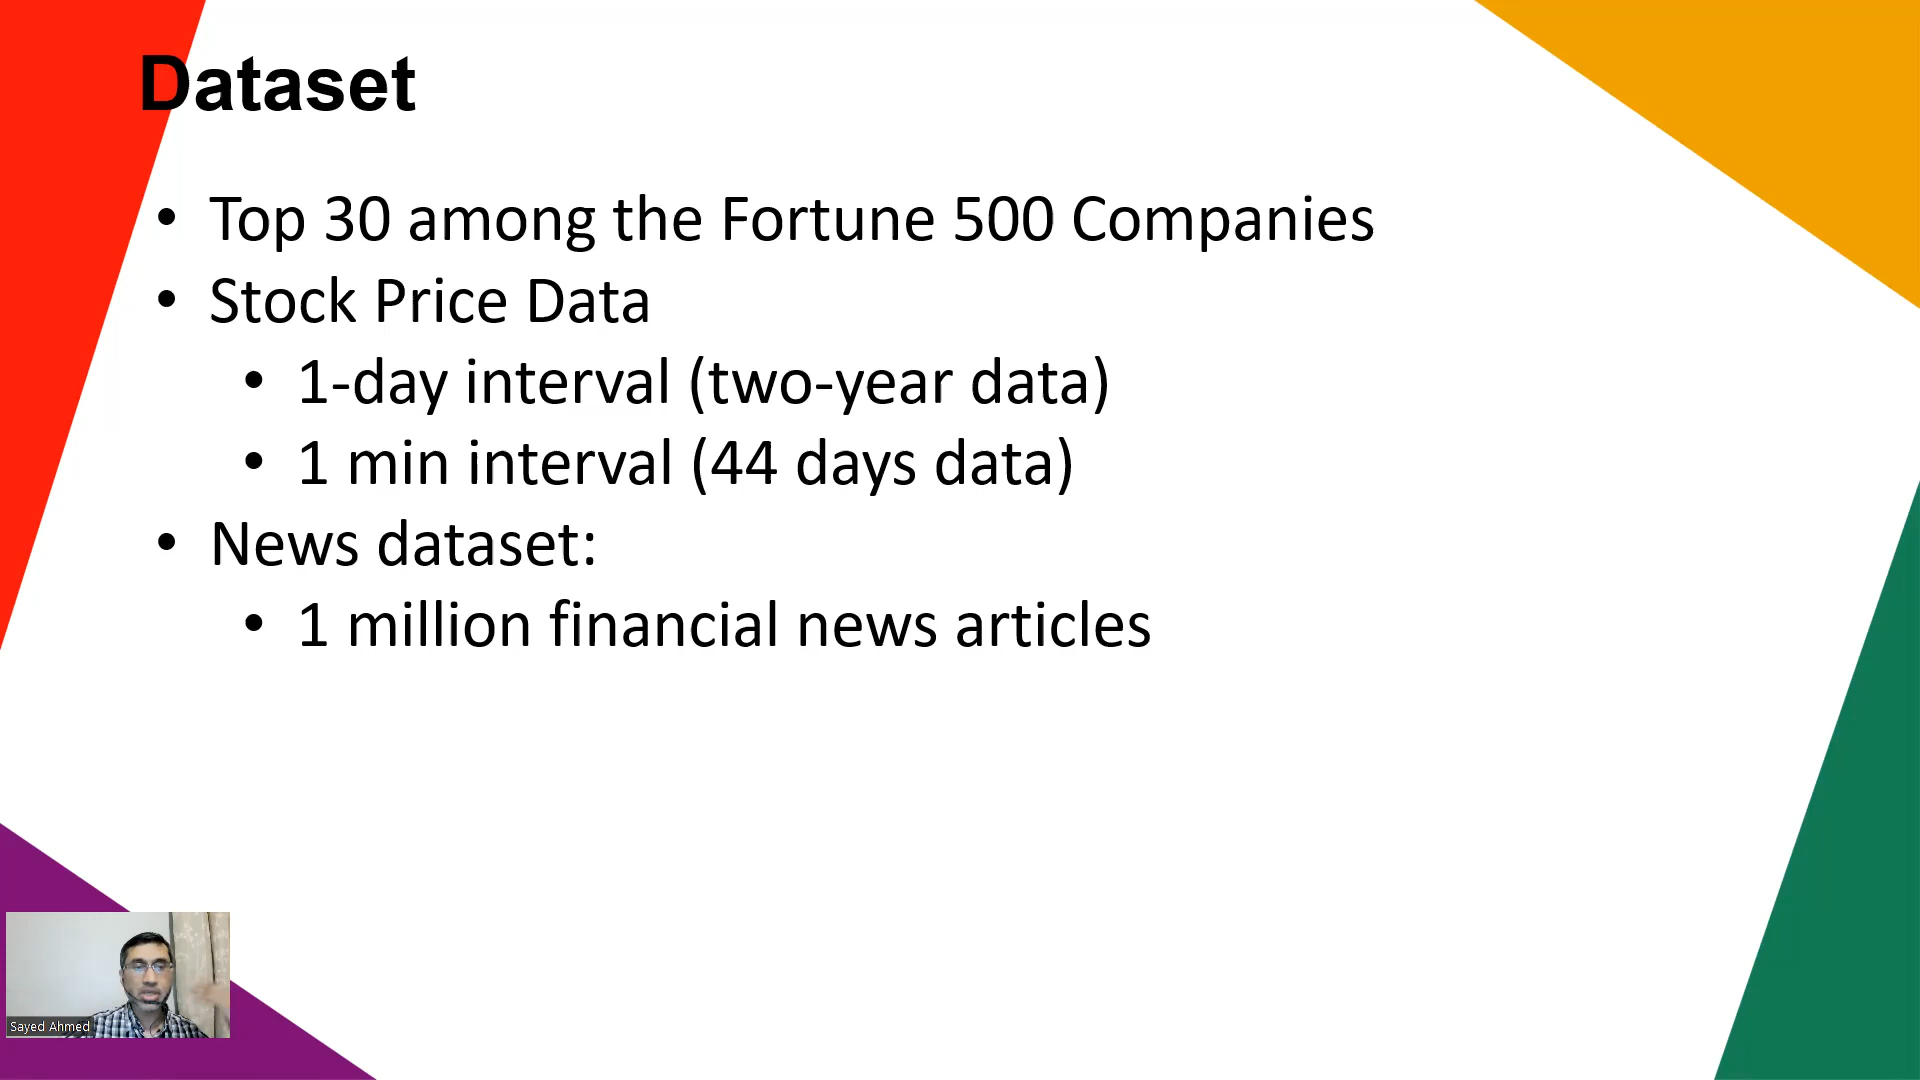 Dataset
• Top 30 among the Fortune 500 Companies
• Stock Price Data
• 1-day interval (two-year data)
• 1 min interval (44 days data)
• News dataset:
• 1 million financial news articles
Sayed Ahmed